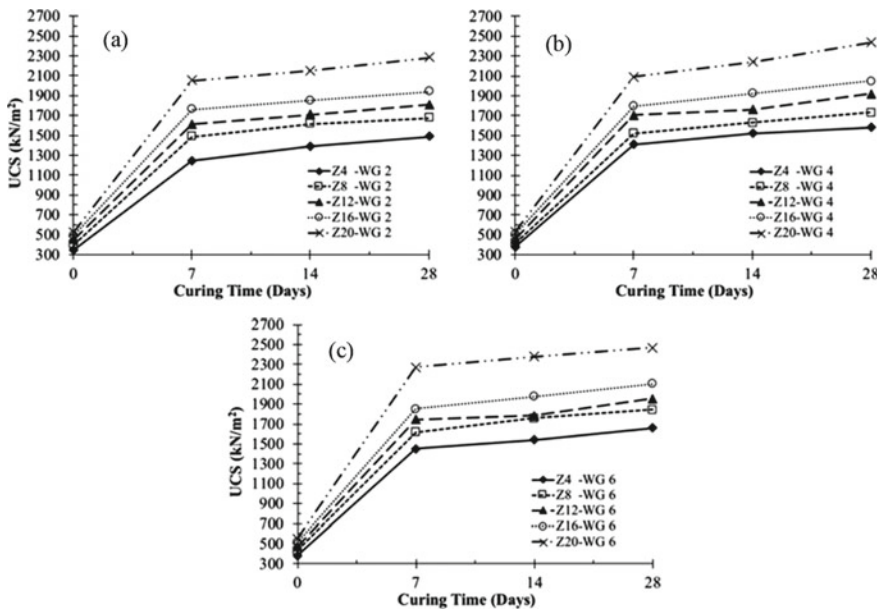 (a)
UCS (kN/m²)
2700
2500
2300
2100
1900
1700
1500
1300
1100
900
700
500
300
0 7 14 28
Curing Time (Days)
Z4 -WG 2
Z8 -WG 2
Z12-WG 2
Z16-WG 2
Z20-WG 2
(b)
2700
2500
2300
2100
1900
1700
1500
1300
1100
900
700
500
300
0 7 14 28
Curing Time (Days)
Z4 -WG 4
Z8 -WG 4
Z12-WG 4
Z16-WG 4
Z20-WG 4
(c)
UCS (kN/m²)
2700
2500
2300
2100
1900
1700
1500
1300
1100
900
700
500
300
0 7 14 28
Curing Time (Days)
Z4 -WG 6
Z8 -WG 6
Z12-WG 6
Z16-WG 6
Z20-WG 6